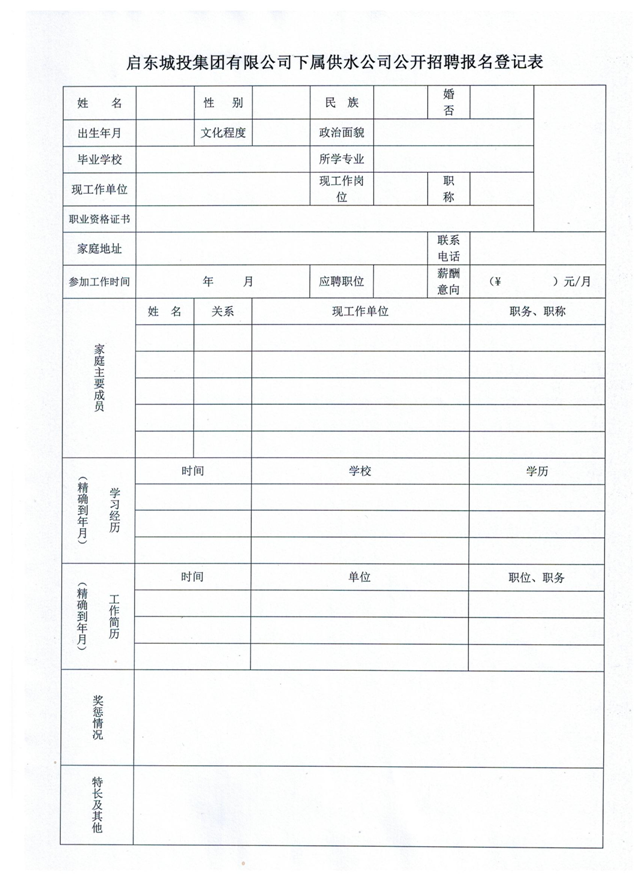 启东城投集团有限公司下属供水公司公开招聘报名登记表
姓 名 性 别 民 族 婚否
出生年月 文化程度 政治面貌
毕业学校 所学专业
现工作单位 现工作岗位 职称
职业资格证书
家庭地址 联系电话
参加工作时间 年 月 应聘职位 薪酬意向 （¥ ）元/月
家庭主要成员 姓 名 关系 现工作单位 职务、职称
学习经历（精确到年月） 时间 学校 学历
工作简历（精确到年月） 时间 单位 职位、职务
奖惩情况
特长及其他